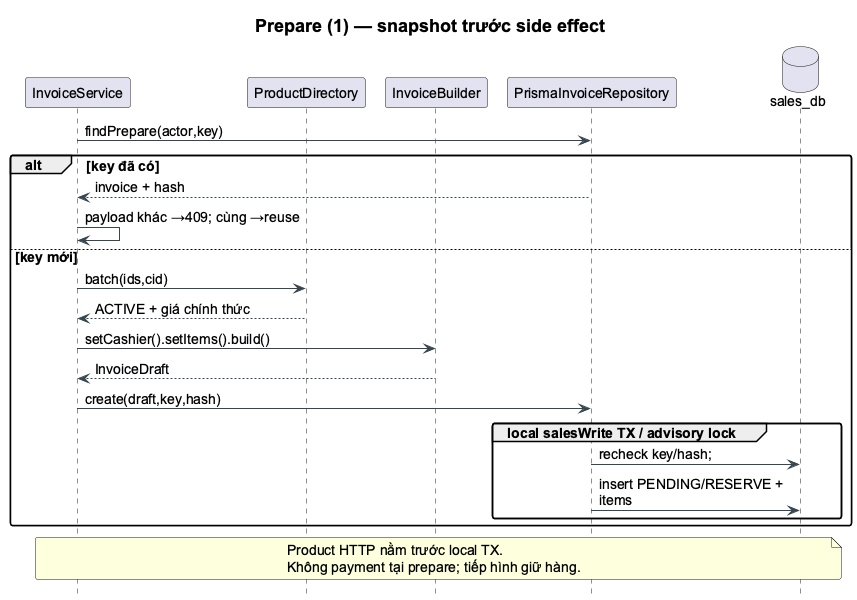 Prepare (1) — snapshot trước side effect
InvoiceService
ProductDirectory
InvoiceBuilder
PrismaInvoiceRepository
sales_db
findPrepare(actor,key)
alt
[key đã có]
invoice + hash
payload khác →409; cùng →reuse
[key mới]
batch(ids,cid)
ACTIVE + giá chính thức
setCashier().setItems().build()
InvoiceDraft
create(draft,key,hash)
local salesWrite TX / advisory lock
recheck key/hash;
insert PENDING/RESERVE +
items
Product HTTP nằm trước local TX.
Không payment tại prepare; tiếp hình giữ hàng.